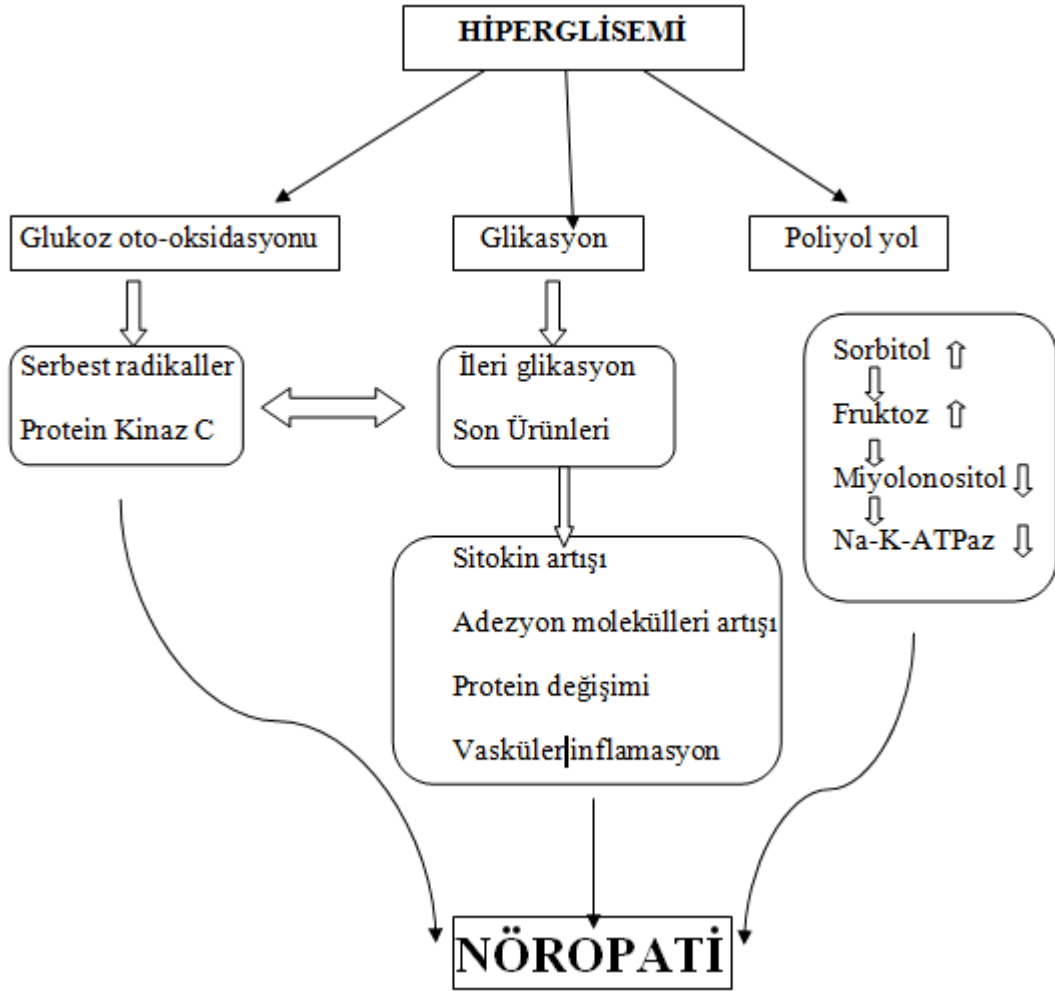 HİPERGLİSEMİ
Glukoz oto-oksidasyonu
Glikasyon
Poliyol yol
Serbest radikaller
Protein Kinaz C
İleri glikasyon
Son Ürünleri
Sorbitol
Fruktoz
Miyolonositol
Na-K-ATPaz
Sitokin artışı
Adezyon molekülleri artışı
Protein değişimi
Vasküler inflamasyon
NÖROPATİ